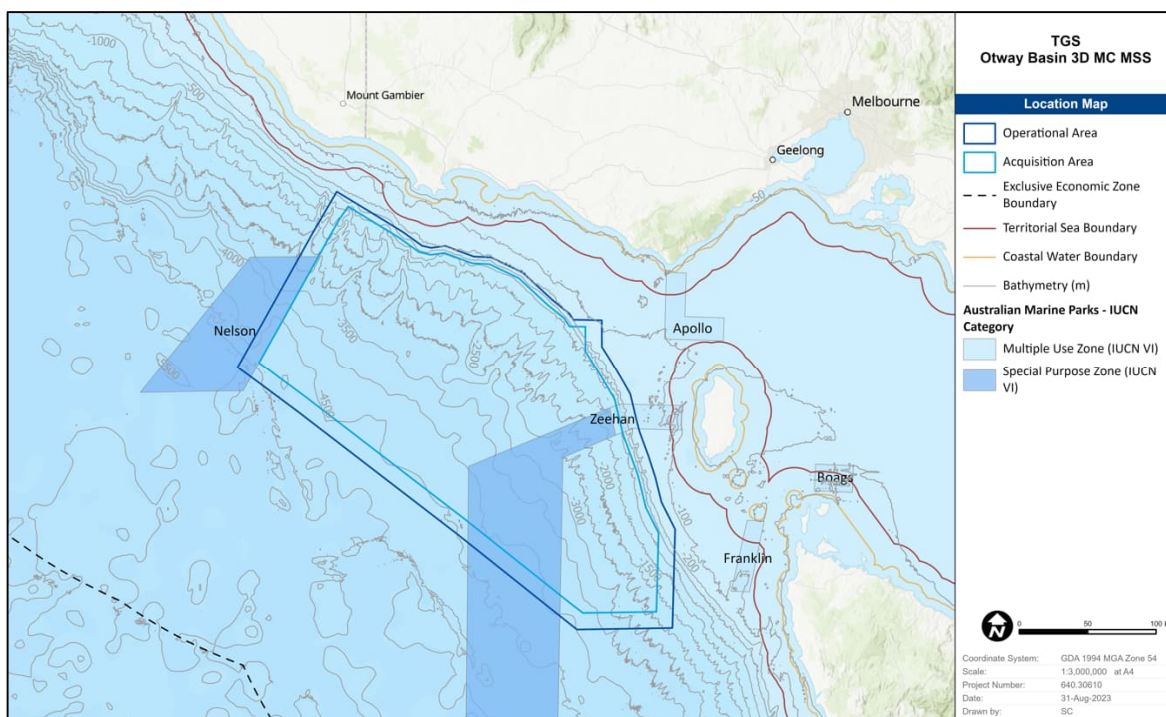 -1000
-500
Mount Gambier
Melbourne
Geelong
-50
-4000
-3500
-2500
Nelson
-5500
Apollo
-4500
Zeehan
-2000
-3000
-100
-200
-1500
Boags
Franklin
TGS
Otway Basin 3D MC MSS
Location Map
Operational Area
Acquisition Area
Exclusive Economic Zone
Boundary
Territorial Sea Boundary
Coastal Water Boundary
Bathymetry (m)
Australian Marine Parks - IUCN
Category
Multiple Use Zone (IUCN VI)
Special Purpose Zone (IUCN
VI)
N
0 50 100
Coordinate System: GDA 1994 MGA Zone 54
Scale: 1:3,000,000 at A4
Project Number: 640.30610
Date: 31-Aug-2023
Drawn by: SC